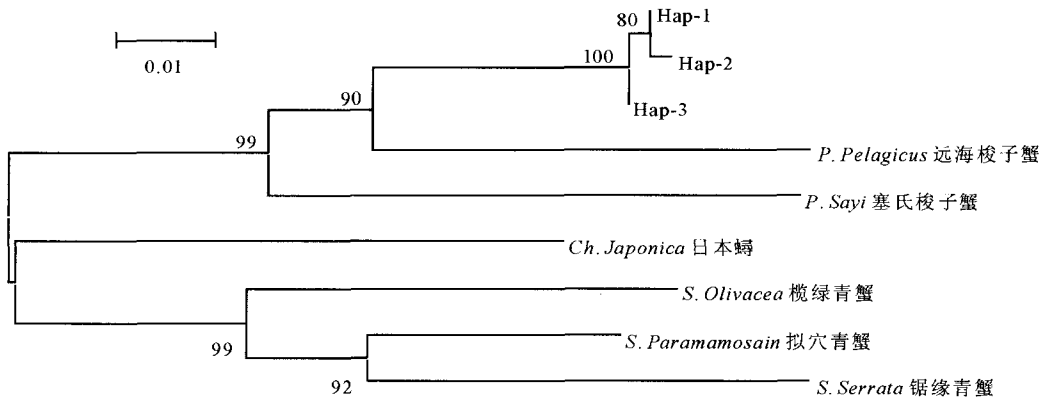 80
Hap-1
0.01
100
Hap-2
90
Hap-3
99
P. Pelagicus 远海梭子蟹
P. Sayi 塞氏梭子蟹
Ch. Japonica 日本蟳
S. Olivacea 榄绿青蟹
99
S. Paramamosain 拟穴青蟹
92
S. Serrata 锯缘青蟹